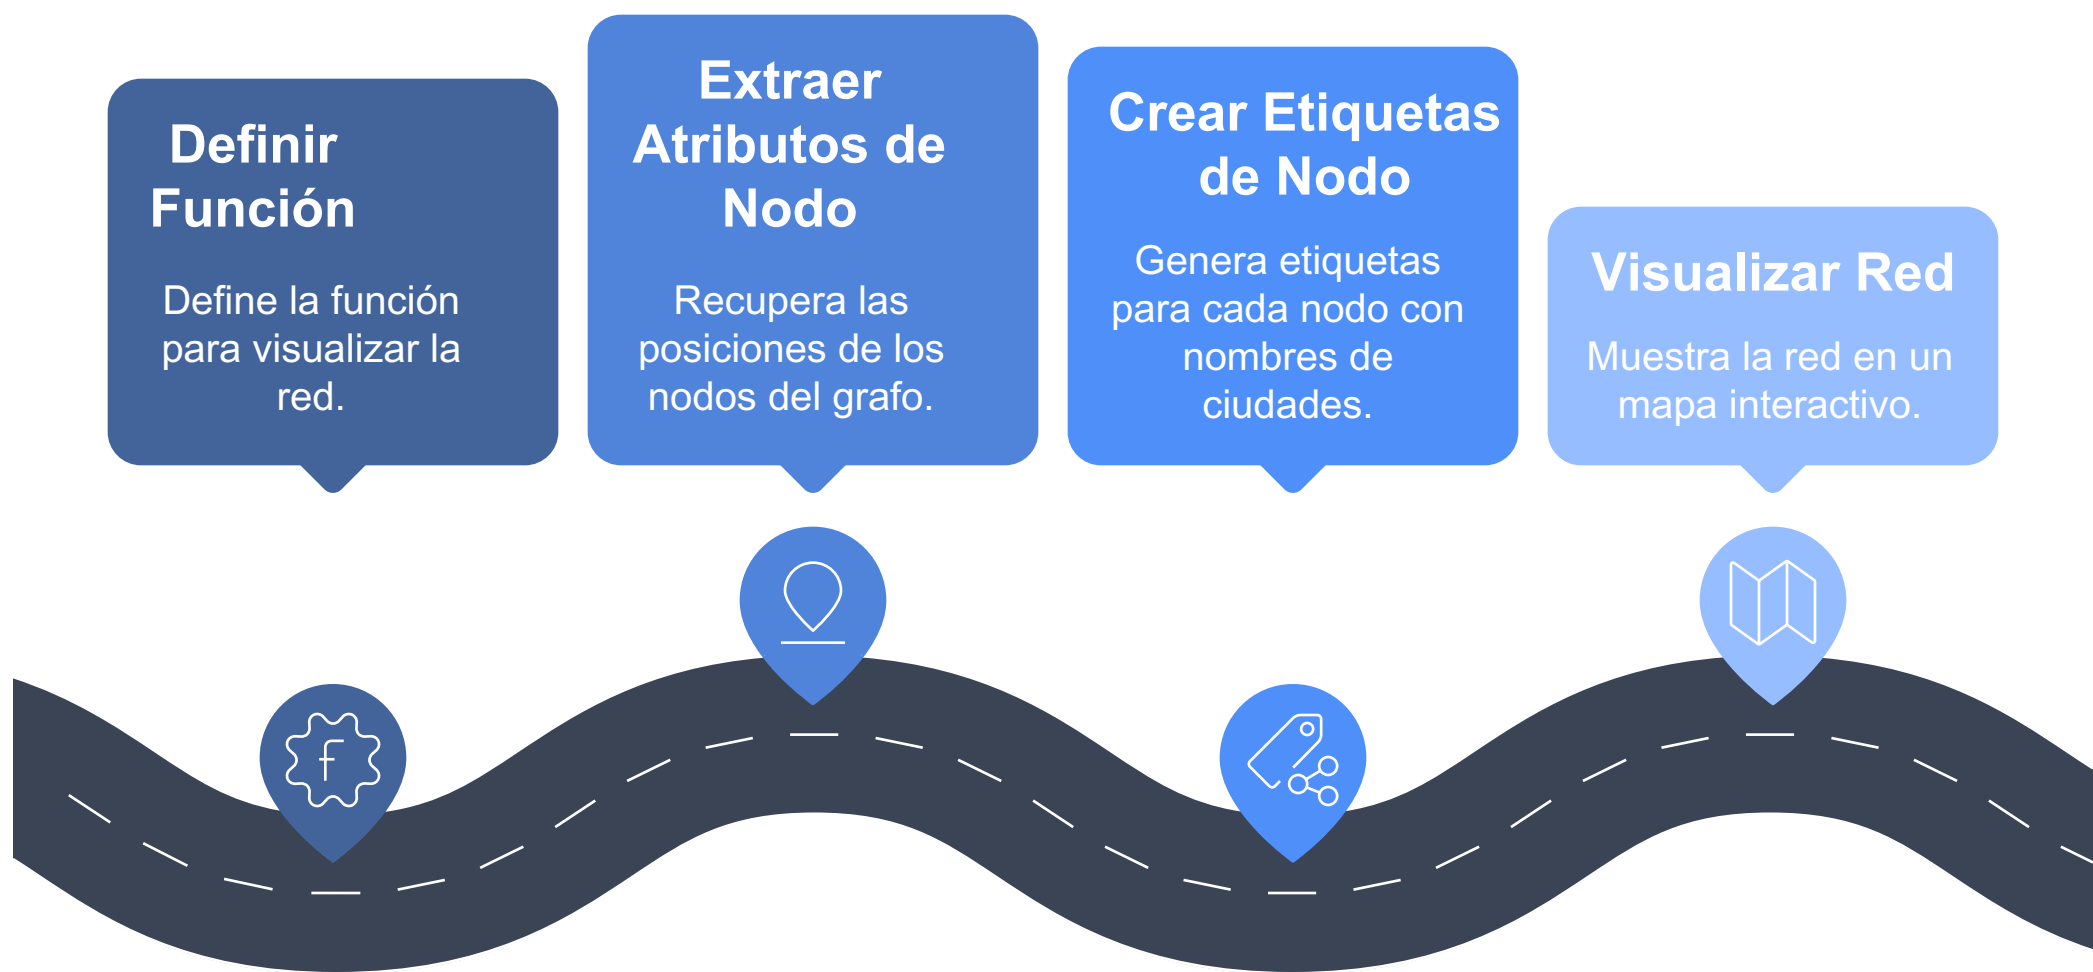 Definir
Función
Define la función
para visualizar la
red.
Extraer
Atributos de
Nodo
Recupera las
posiciones de los
nodos del grafo.
Crear Etiquetas
de Nodo
Genera etiquetas
para cada nodo con
nombres de
ciudades.
Visualizar Red
Muestra la red en un
mapa interactivo.
f